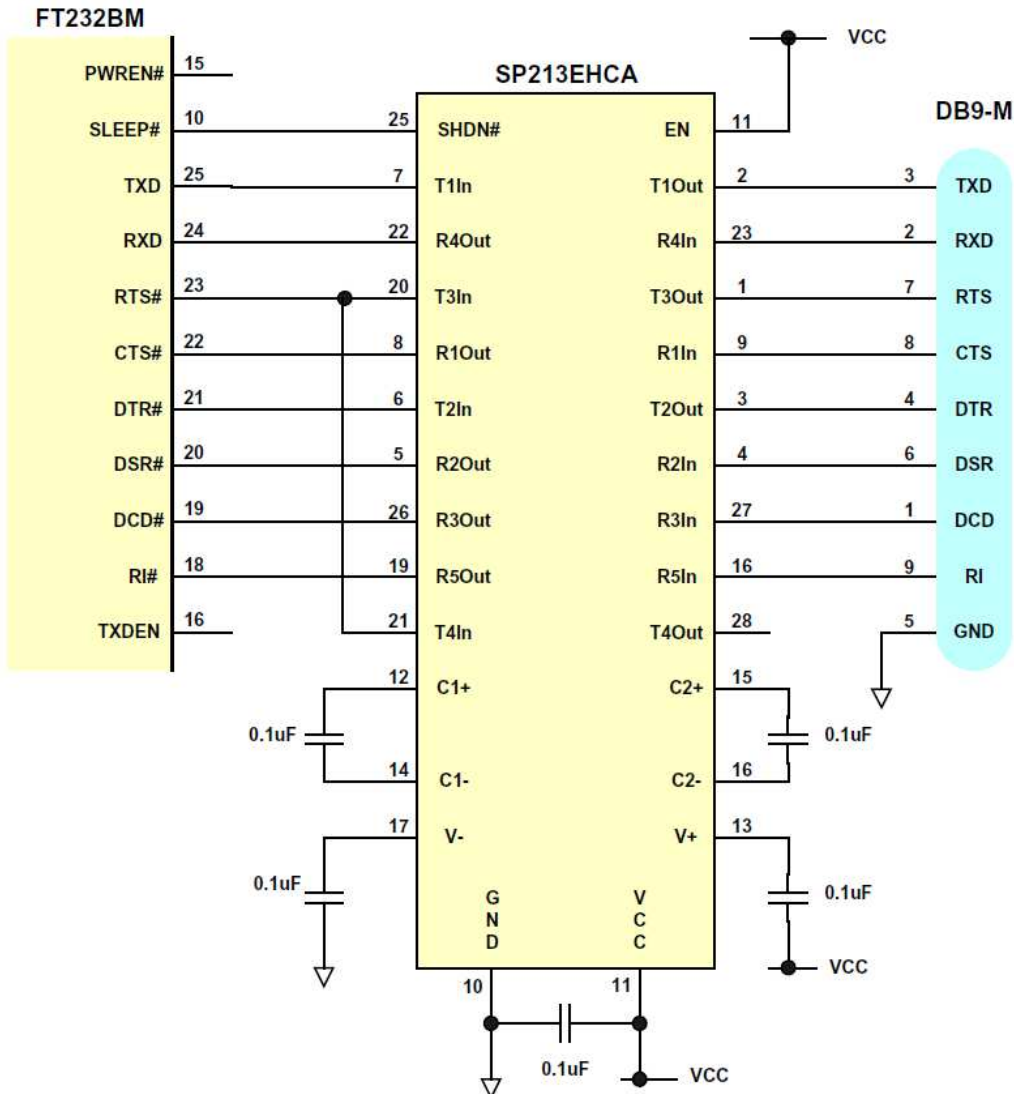 FT232BM
VCC
PWREN# 15
SP213EHCA
DB9-M
SLEEP# 10 25 SHDN# EN 11
TXD 25 7 T1In T1Out 2 3 TXD
RXD 24 22 R4Out R4In 23 2 RXD
RTS# 23 20 T3In T3Out 1 7 RTS
CTS# 22 8 R1Out R1In 9 8 CTS
DTR# 21 6 T2In T2Out 3 4 DTR
DSR# 20 5 R2Out R2In 4 6 DSR
DCD# 19 26 R3Out R3In 27 1 DCD
RI# 18 19 R5Out R5In 16 9 RI
TXDEN 16 21 T4In T4Out 28 5 GND
12 C1+ C2+ 15
0.1uF 0.1uF
14 C1- C2- 16
17 V- V+ 13
0.1uF 0.1uF
GND VCC
VCC
10 11
0.1uF
VCC